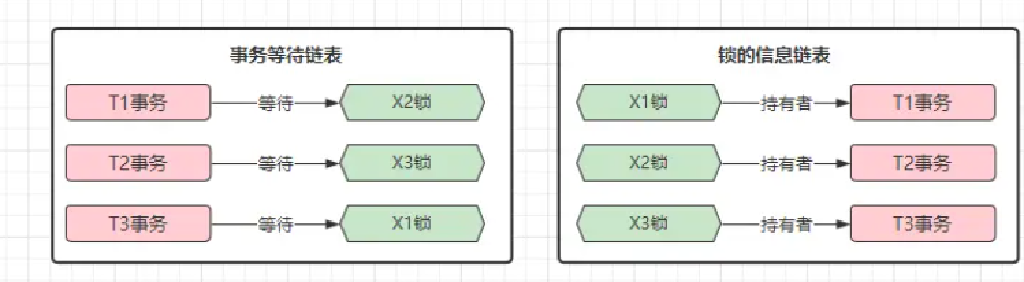 事务等待链表
T1事务 等待 X2锁
T2事务 等待 X3锁
T3事务 等待 X1锁
锁的信息链表
X1锁 持有者 T1事务
X2锁 持有者 T2事务
X3锁 持有者 T3事务